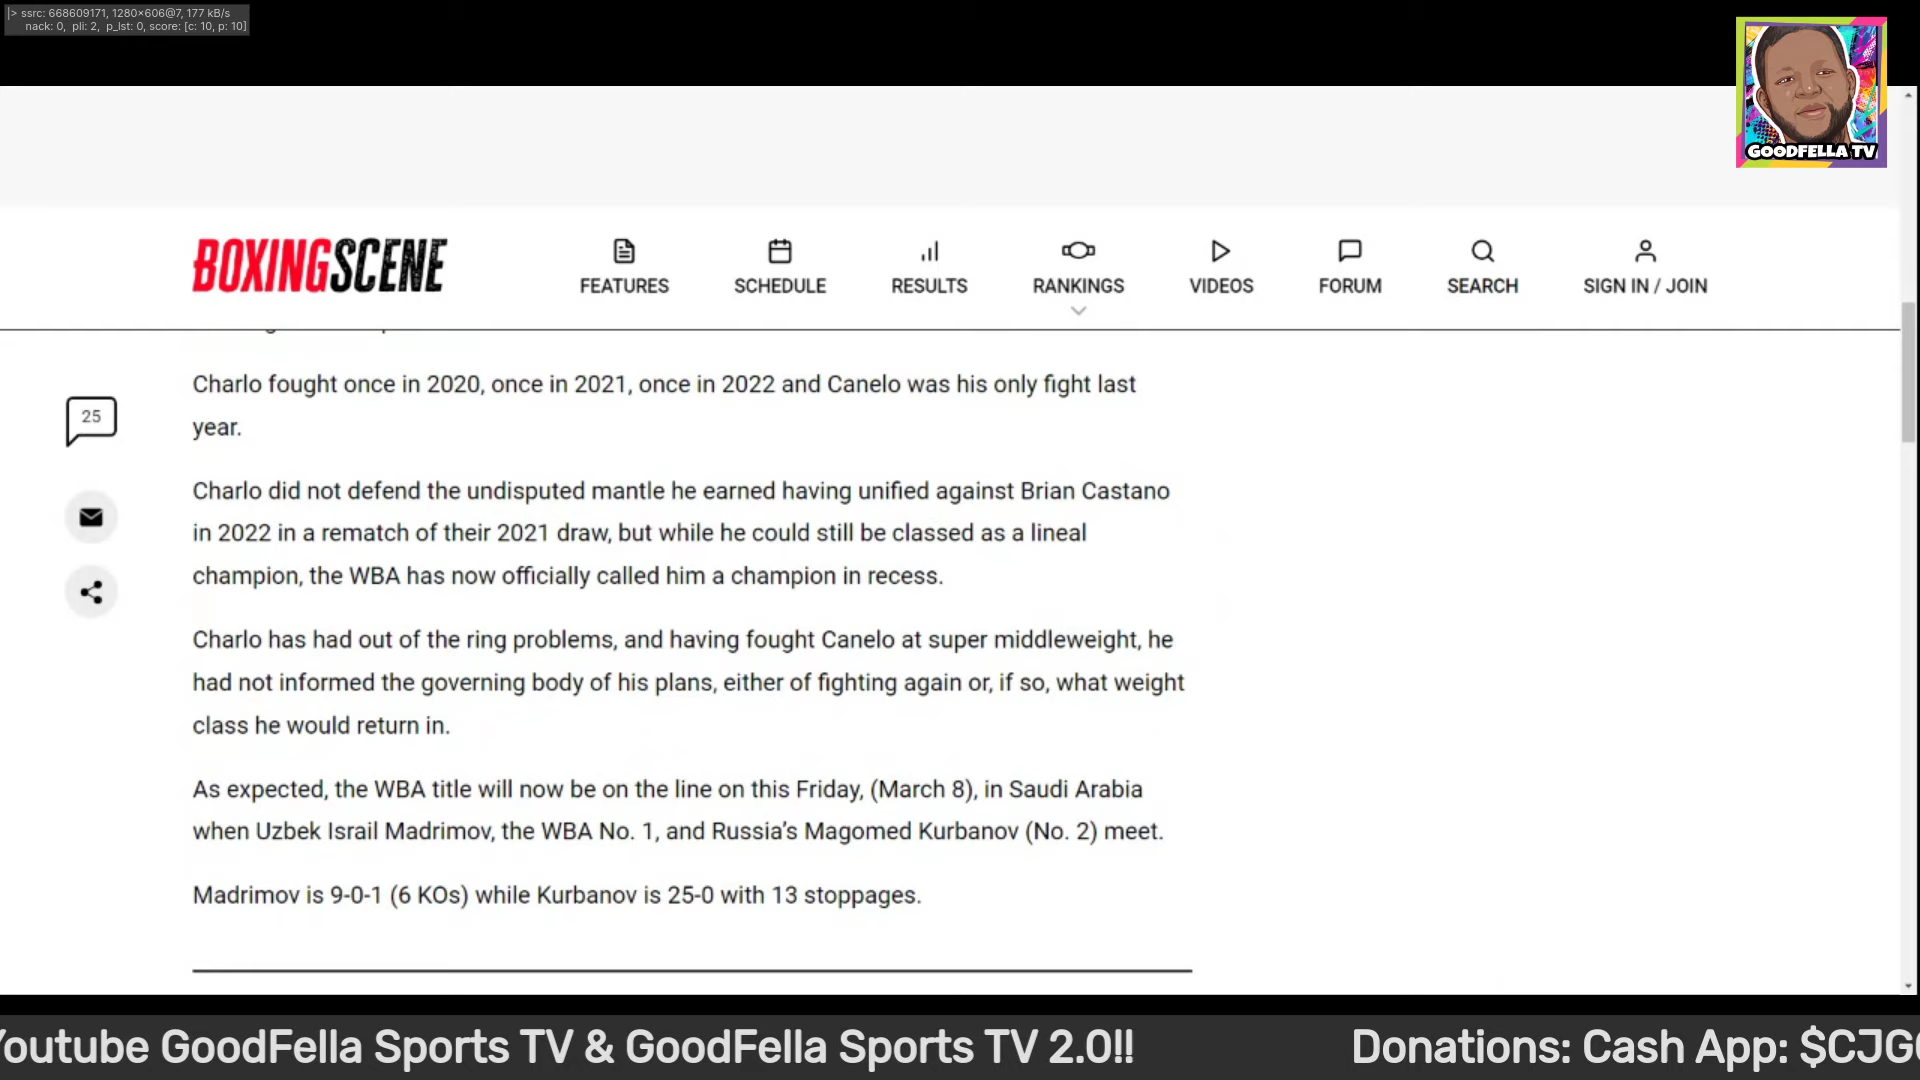 |> ssrc: 668609171, 1280x606@7, 177 kB/s
nack: 0, pli: 2, p_lst: 0, score: [c: 10, p: 10]
GOODFELLA TV
BOXINGSCENE
FEATURES
SCHEDULE
RESULTS
RANKINGS
VIDEOS
FORUM
SEARCH
SIGN IN / JOIN
25
Charlo fought once in 2020, once in 2021, once in 2022 and Canelo was his only fight last
year.
Charlo did not defend the undisputed mantle he earned having unified against Brian Castano
in 2022 in a rematch of their 2021 draw, but while he could still be classed as a lineal
champion, the WBA has now officially called him a champion in recess.
Charlo has had out of the ring problems, and having fought Canelo at super middleweight, he
had not informed the governing body of his plans, either of fighting again or, if so, what weight
class he would return in.
As expected, the WBA title will now be on the line on this Friday, (March 8), in Saudi Arabia
when Uzbek Israil Madrimov, the WBA No. 1, and Russia’s Magomed Kurbanov (No. 2) meet.
Madrimov is 9-0-1 (6 KOs) while Kurbanov is 25-0 with 13 stoppages.
Youtube GoodFella Sports TV & GoodFella Sports TV 2.0!! Donations: Cash App: $CJG